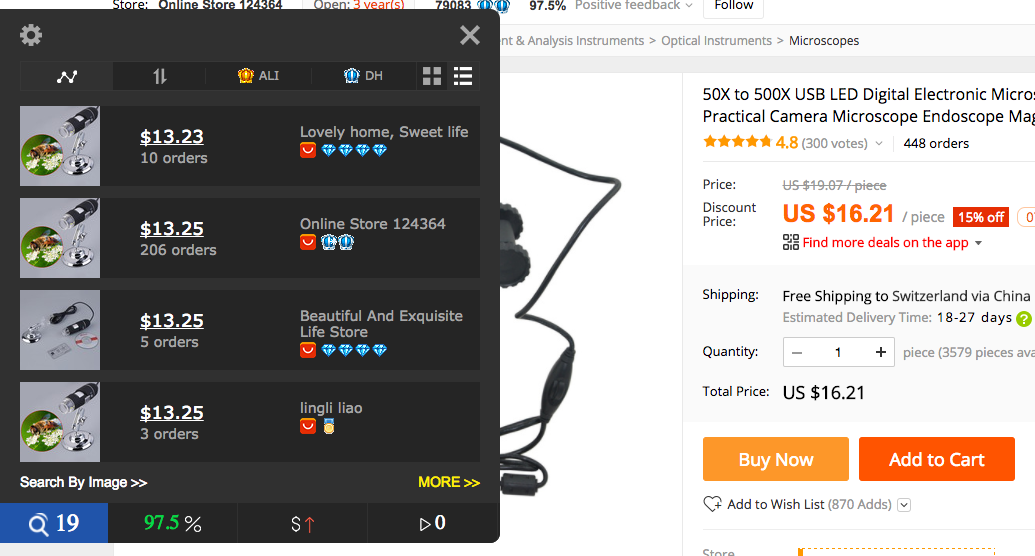 Store: Online Store 124364 Open: 3 year(s) 79083 97.5% Positive feedback Follow
nt & Analysis Instruments > Optical Instruments > Microscopes
ALI DH
$13.23
10 orders
Lovely home, Sweet life
$13.25
206 orders
Online Store 124364
$13.25
5 orders
Beautiful And Exquisite
Life Store
$13.25
3 orders
lingli liao
Search By Image >> MORE >>
19 97.5 % $↑ 0
50X to 500X USB LED Digital Electronic Micros
Practical Camera Microscope Endoscope Mag
4.8 (300 votes) 448 orders
Price: US $19.07 / piece
Discount
Price:
US $16.21 / piece 15% off 0
Find more deals on the app
Shipping: Free Shipping to Switzerland via China
Estimated Delivery Time: 18-27 days ?
Quantity: − 1 + piece (3579 pieces ava
Total Price: US $16.21
Buy Now Add to Cart
Add to Wish List (870 Adds)
Store